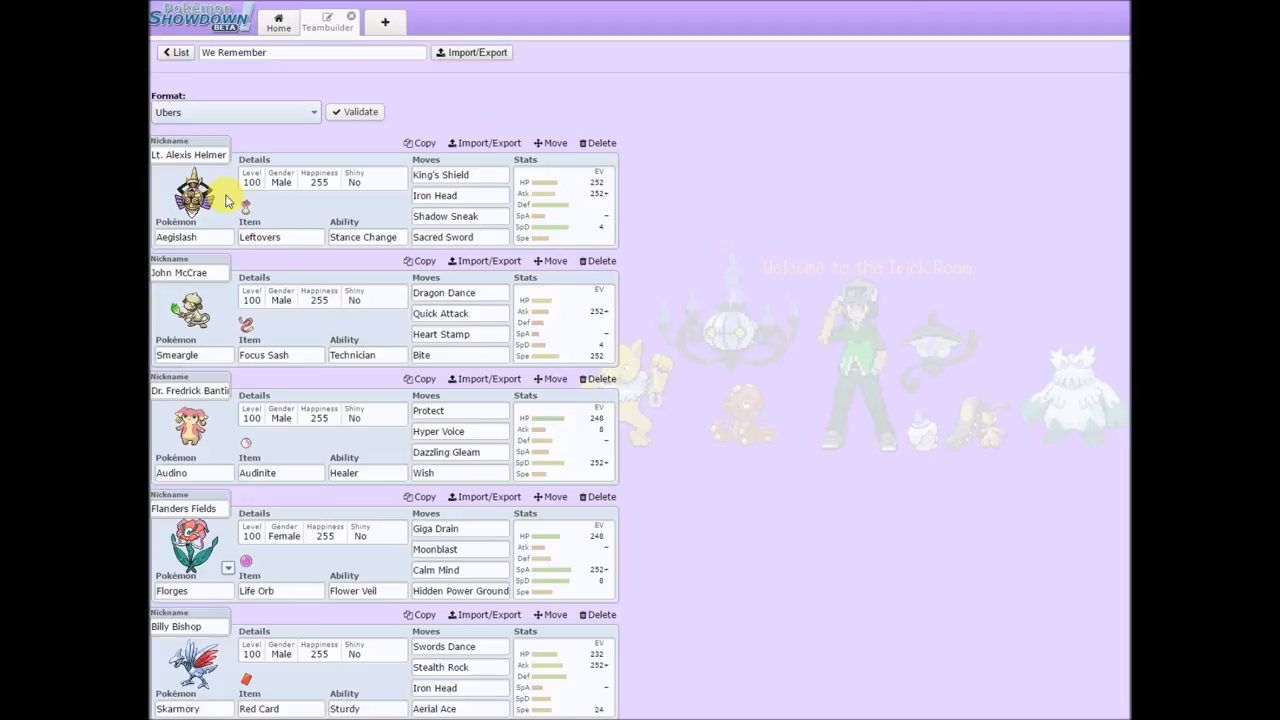 Pokémon
SHOWDOWN!
BETA
Home
Teambuilder
+
List
We Remember
Import/Export
Format:
Ubers
Validate
Copy Import/Export Move Delete
Nickname
Lt. Alexis Helmer
Details
Moves
Stats
Level Gender Happiness Shiny
100 Male 255 No
King's Shield
Iron Head
Shadow Sneak
Sacred Sword
EV
HP 252
Atk 252+
Def
SpA −
SpD 4
Spe
Pokémon Item Ability
Aegislash Leftovers Stance Change
Copy Import/Export Move Delete
Nickname
John McCrae
Details
Moves
Stats
Level Gender Happiness Shiny
100 Male 255 No
Dragon Dance
Quick Attack
Heart Stamp
Bite
EV
HP
Atk 252+
Def
SpA −
SpD 4
Spe 252
Pokémon Item Ability
Smeargle Focus Sash Technician
Welcome to the Trick Room
Copy Import/Export Move Delete
Nickname
Dr. Fredrick Bantin
Details
Moves
Stats
Level Gender Happiness Shiny
100 Male 255 No
Protect
Hyper Voice
Dazzling Gleam
Wish
EV
HP 248
Atk 8
Def −
SpA
SpD 252+
Spe
Pokémon Item Ability
Audino Audinite Healer
Copy Import/Export Move Delete
Nickname
Flanders Fields
Details
Moves
Stats
Level Gender Happiness Shiny
100 Female 255 No
Giga Drain
Moonblast
Calm Mind
Hidden Power Ground
EV
HP 248
Atk −
Def
SpA 252+
SpD 8
Spe
Pokémon Item Ability
Florges Life Orb Flower Veil
Copy Import/Export Move Delete
Nickname
Billy Bishop
Details
Moves
Stats
Level Gender Happiness Shiny
100 Male 255 No
Swords Dance
Stealth Rock
Iron Head
Aerial Ace
EV
HP 232
Atk 252+
Def
SpA −
SpD
Spe 24
Pokémon Item Ability
Skarmory Red Card Sturdy